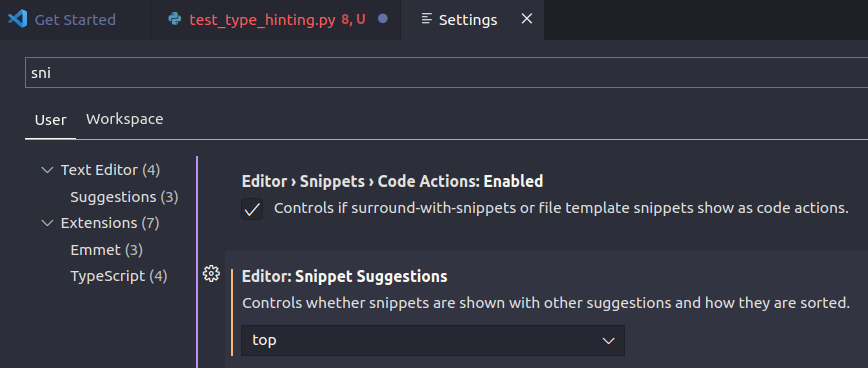 Get Started
test_type_hinting.py 8, U
Settings
sni
User
Workspace
Text Editor (4)
Suggestions (3)
Extensions (7)
Emmet (3)
TypeScript (4)
Editor › Snippets › Code Actions: Enabled
Controls if surround-with-snippets or file template snippets show as code actions.
Editor: Snippet Suggestions
Controls whether snippets are shown with other suggestions and how they are sorted.
top